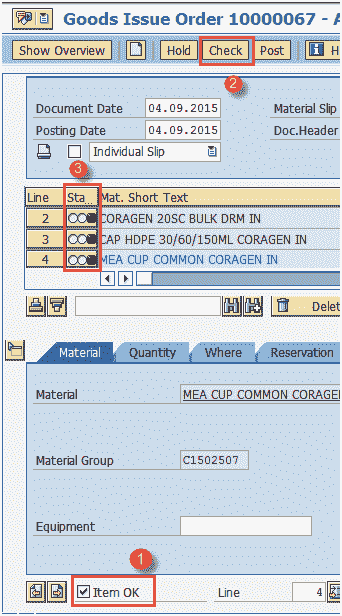 Goods Issue Order 10000067 - A
Show Overview Hold Check Post H
2
Document Date 04.09.2015 Material Slip
Posting Date 04.09.2015 Doc.Header
Individual Slip
3
Line Sta... Mat. Short Text
2 CORAGEN 20SC BULK DRM IN
3 CAP HDPE 30/60/150ML CORAGEN IN
4 MEA CUP COMMON CORAGEN IN
Delet
Material Quantity Where Reservation
Material MEA CUP COMMON CORAGEN
Material Group C1502507
Equipment
1
Item OK Line 4